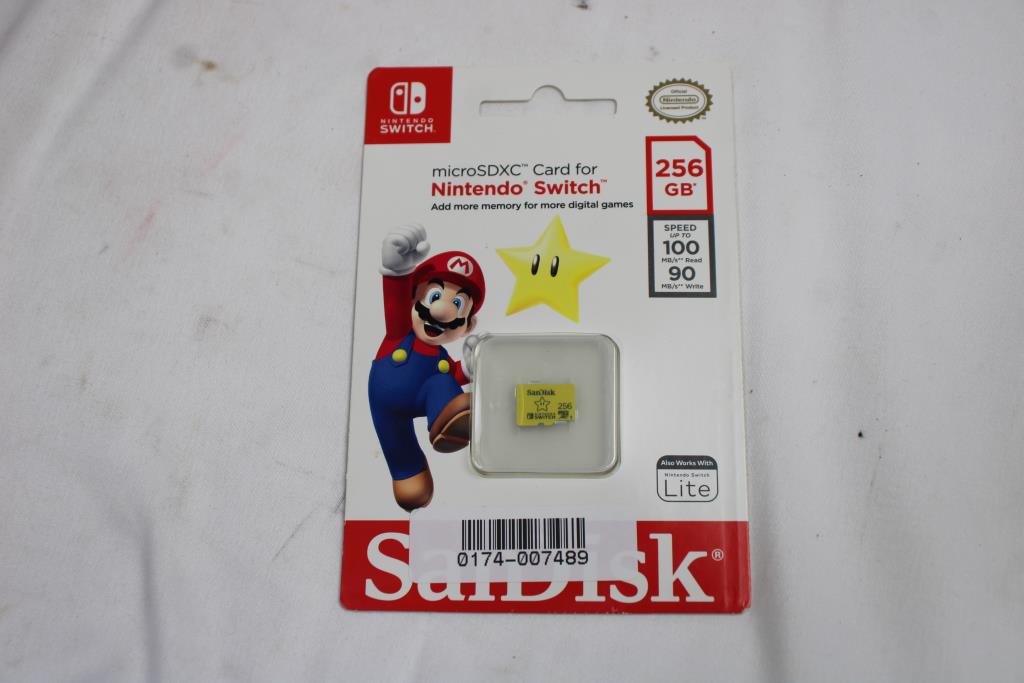 NINTENDO
SWITCH
Official
Nintendo
Licensed Product
microSDXC™ Card for
Nintendo® Switch™
Add more memory for more digital games
256
GB*
SPEED
UP TO
100
MB/s** Read
90
MB/s** Write
M
SanDisk
256
SWITCH
Also Works With
Nintendo Switch
Lite
SanDisk®
0174-007489